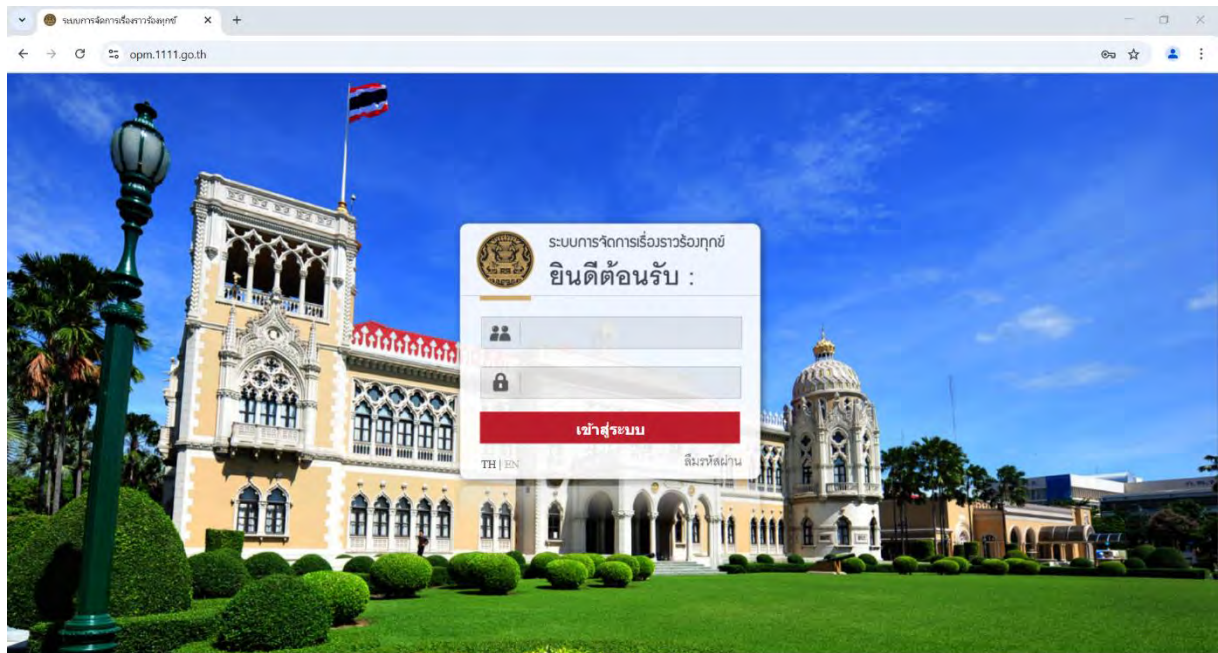 ระบบการจัดการเรื่องราวร้องทุกข์
opm.1111.go.th
ระบบการจัดการเรื่องราวร้องทุกข์
ยินดีต้อนรับ :
เข้าสู่ระบบ
TH | EN
ลืมรหัสผ่าน